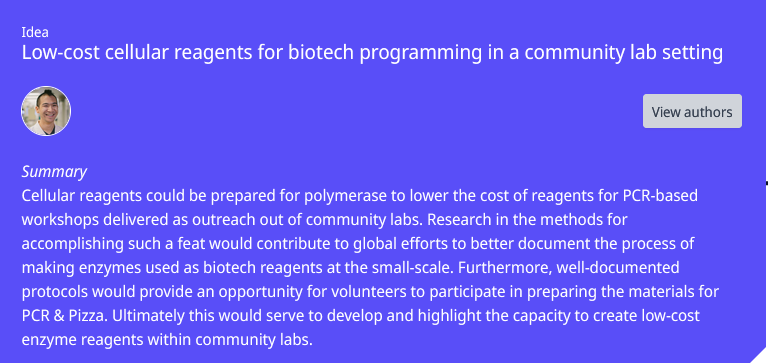 Idea
Low-cost cellular reagents for biotech programming in a community lab setting
View authors
Summary
Cellular reagents could be prepared for polymerase to lower the cost of reagents for PCR-based
workshops delivered as outreach out of community labs. Research in the methods for
accomplishing such a feat would contribute to global efforts to better document the process of
making enzymes used as biotech reagents at the small-scale. Furthermore, well-documented
protocols would provide an opportunity for volunteers to participate in preparing the materials for
PCR & Pizza. Ultimately this would serve to develop and highlight the capacity to create low-cost
enzyme reagents within community labs.